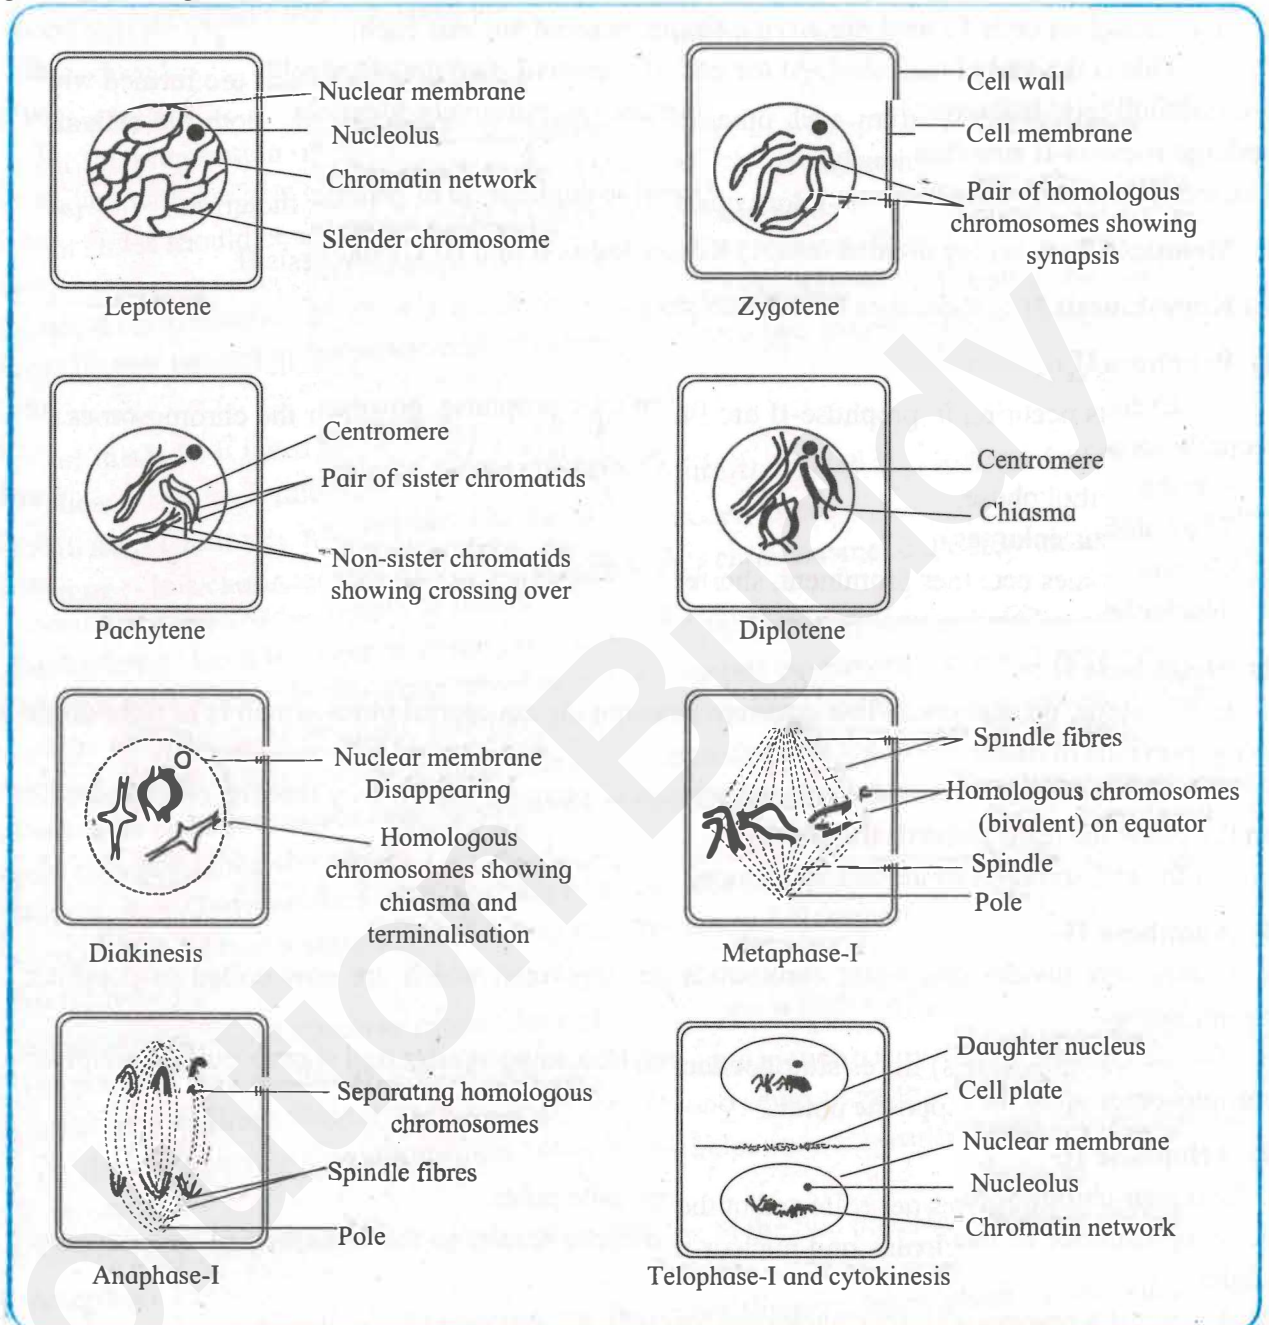 Nuclear membrane
Nucleolus
Chromatin network
Slender chromosome
Leptotene
Cell wall
Cell membrane
Pair of homologous
chromosomes showing
synapsis
Zygotene
Centromere
Pair of sister chromatids
Non-sister chromatids
showing crossing over
Pachytene
Centromere
Chiasma
Diplotene
Nuclear membrane
Disappearing
Homologous
chromosomes showing
chiasma and
terminalisation
Diakinesis
Spindle fibres
Homologous chromosomes
(bivalent) on equator
Spindle
Pole
Metaphase-I
Separating homologous
chromosomes
Spindle fibres
Pole
Anaphase-I
Daughter nucleus
Cell plate
Nuclear membrane
Nucleolus
Chromatin network
Telophase-I and cytokinesis
olution Buddy